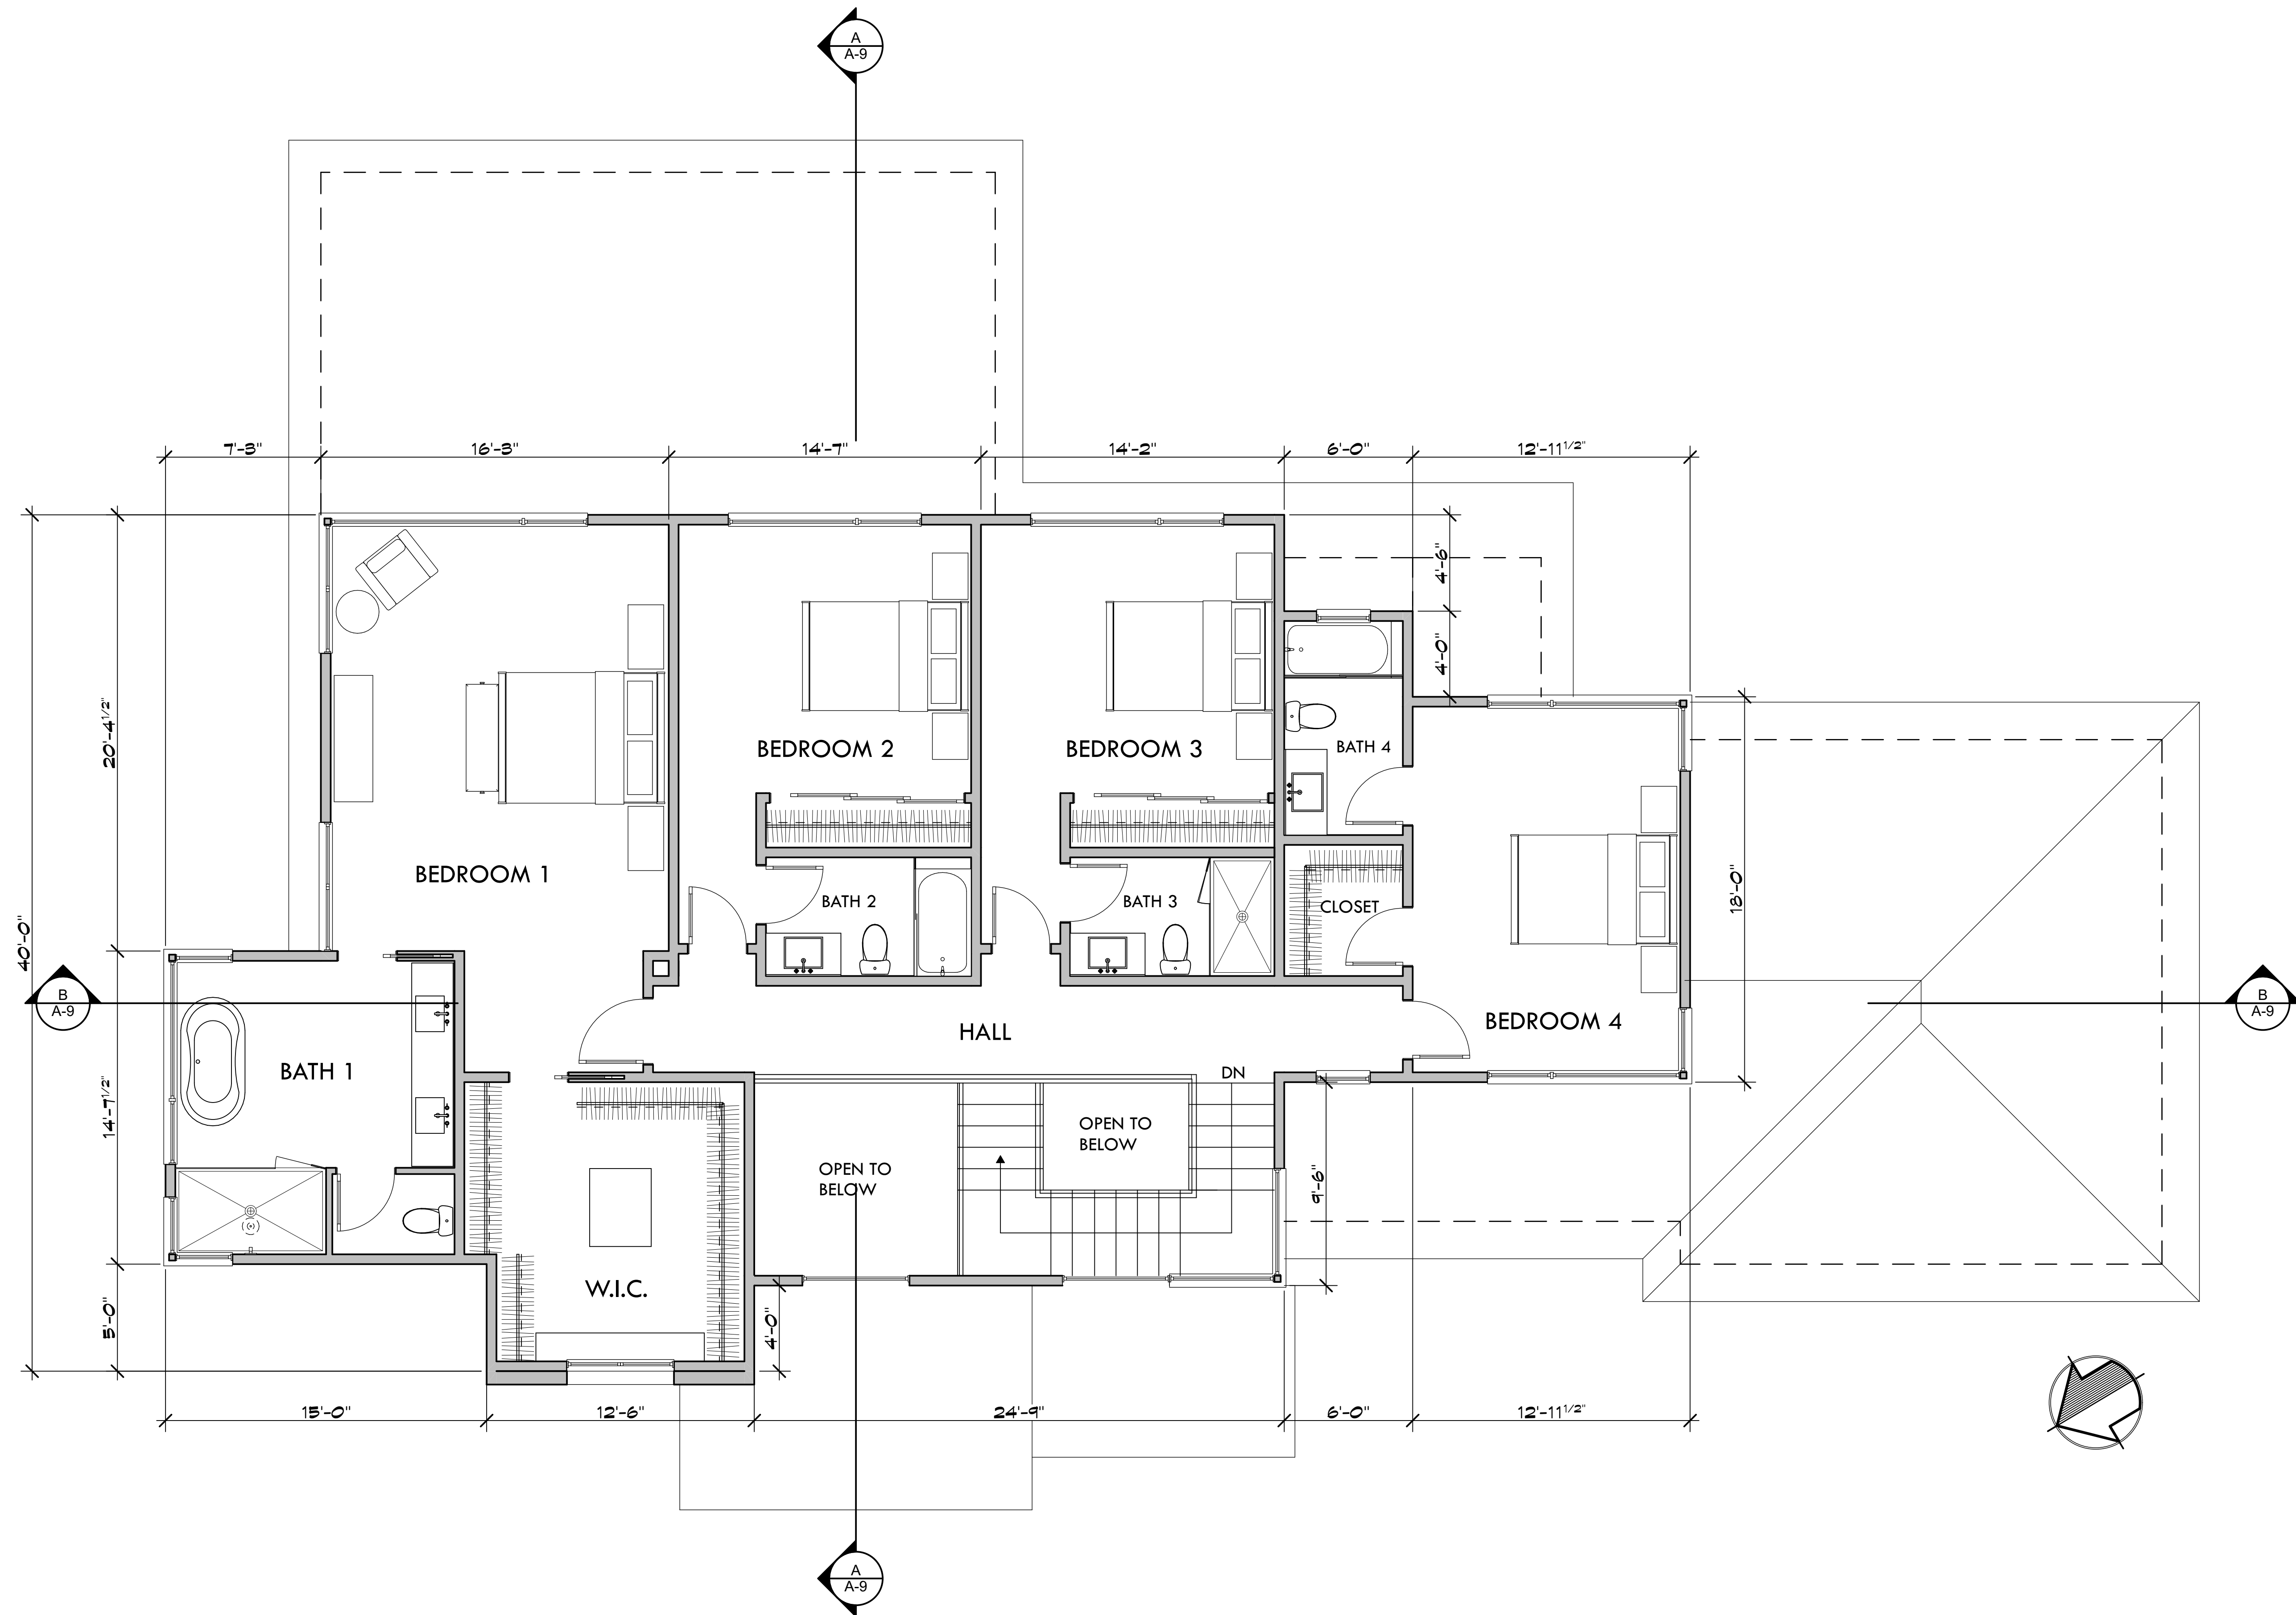 A
A-9
7'-3" 16'-3" 14'-7" 14'-2" 6'-0" 12'-11 1/2"
4'-6"
4'-0"
20'-4 1/2"
40'-0"
18'-0"
BEDROOM 2
BEDROOM 3
BATH 4
BEDROOM 1
BATH 2
BATH 3
CLOSET
B
A-9
B
A-9
HALL
BEDROOM 4
BATH 1
DN
14'-7 1/2"
OPEN TO
BELOW
OPEN TO
BELOW
9'-6"
W.I.C.
5'-0"
4'-0"
15'-0" 12'-6" 24'-9" 6'-0" 12'-11 1/2"
A
A-9